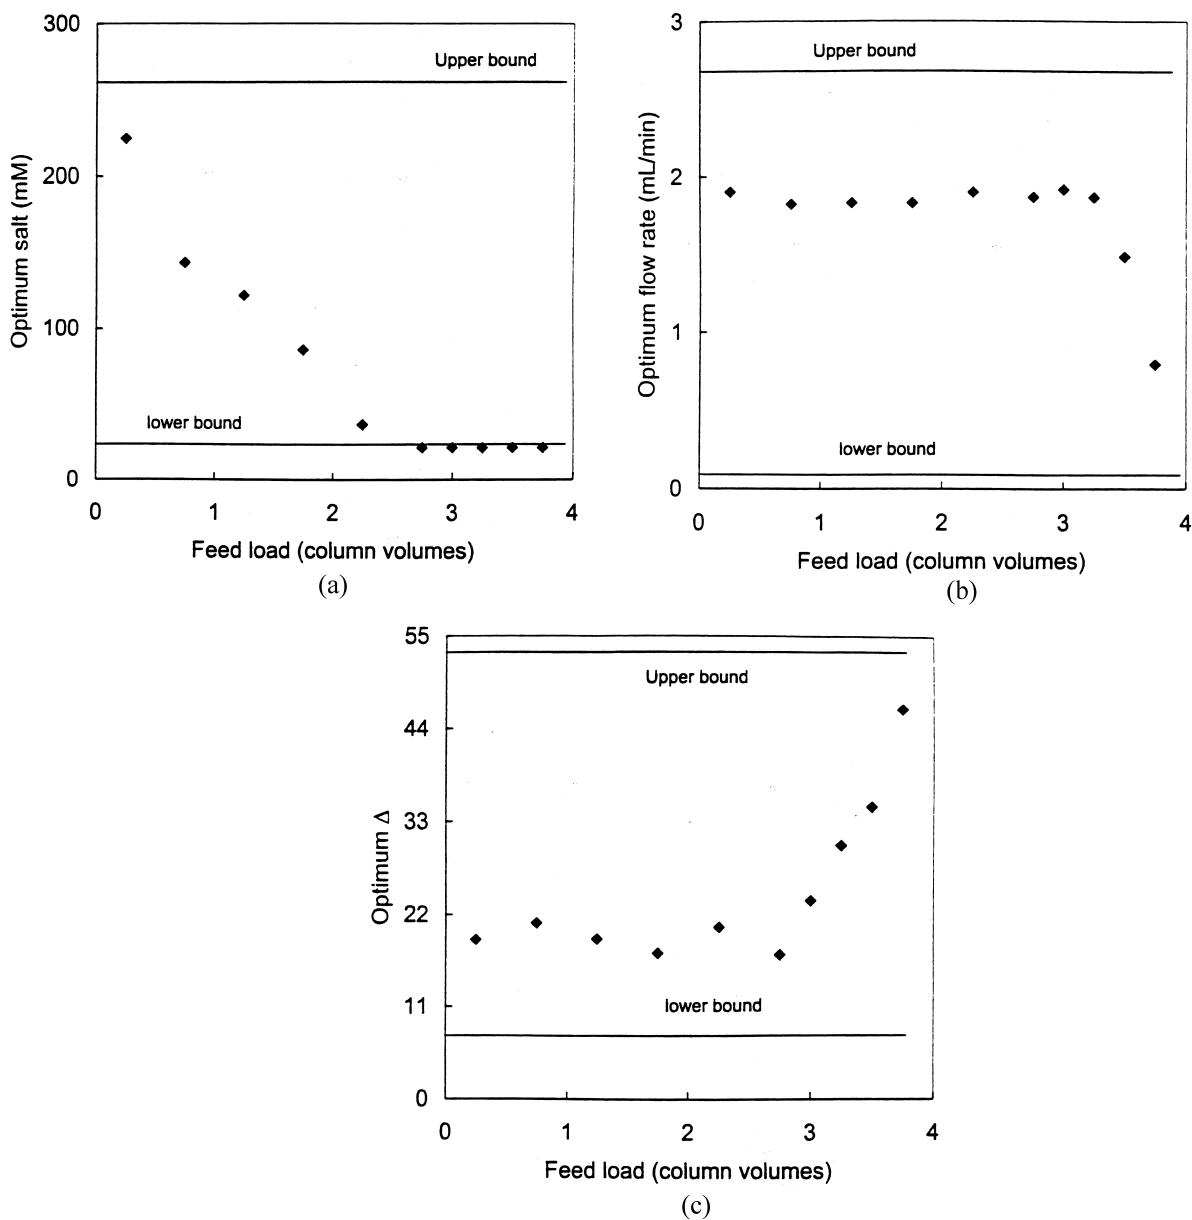 300
200
100
0
Optimum salt (mM)
Upper bound
lower bound
0 1 2 3 4
Feed load (column volumes)
(a)
3
2
1
0
Optimum flow rate (mL/min)
Upper bound
lower bound
0 1 2 3 4
Feed load (column volumes)
(b)
55
44
33
22
11
0
Optimum Δ
Upper bound
lower bound
0 1 2 3 4
Feed load (column volumes)
(c)